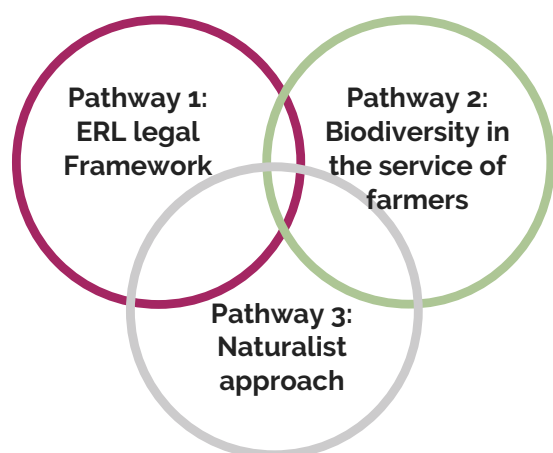 Pathway 1:
ERL legal
Framework
Pathway 2:
Biodiversity in
the service of
farmers
Pathway 3:
Naturalist
approach